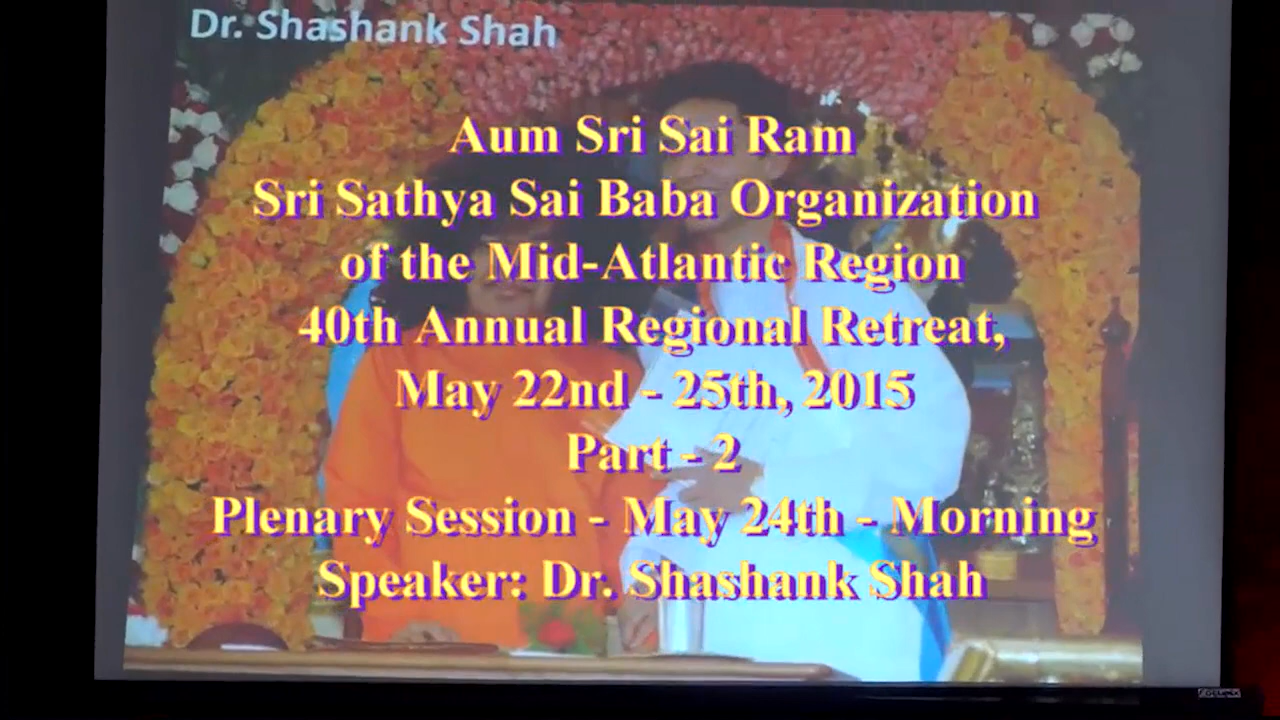 Dr. Shashank Shah
Aum Sri Sai Ram
Sri Sathya Sai Baba Organization
of the Mid-Atlantic Region
40th Annual Regional Retreat,
May 22nd - 25th, 2015
Part - 2
Plenary Session - May 24th - Morning
Speaker: Dr. Shashank Shah